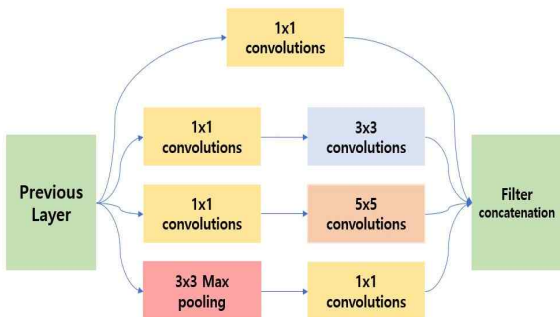 1x1
convolutions
Previous
Layer
1x1
convolutions
3x3
convolutions
1x1
convolutions
5x5
convolutions
3x3 Max
pooling
1x1
convolutions
Filter
concatenation